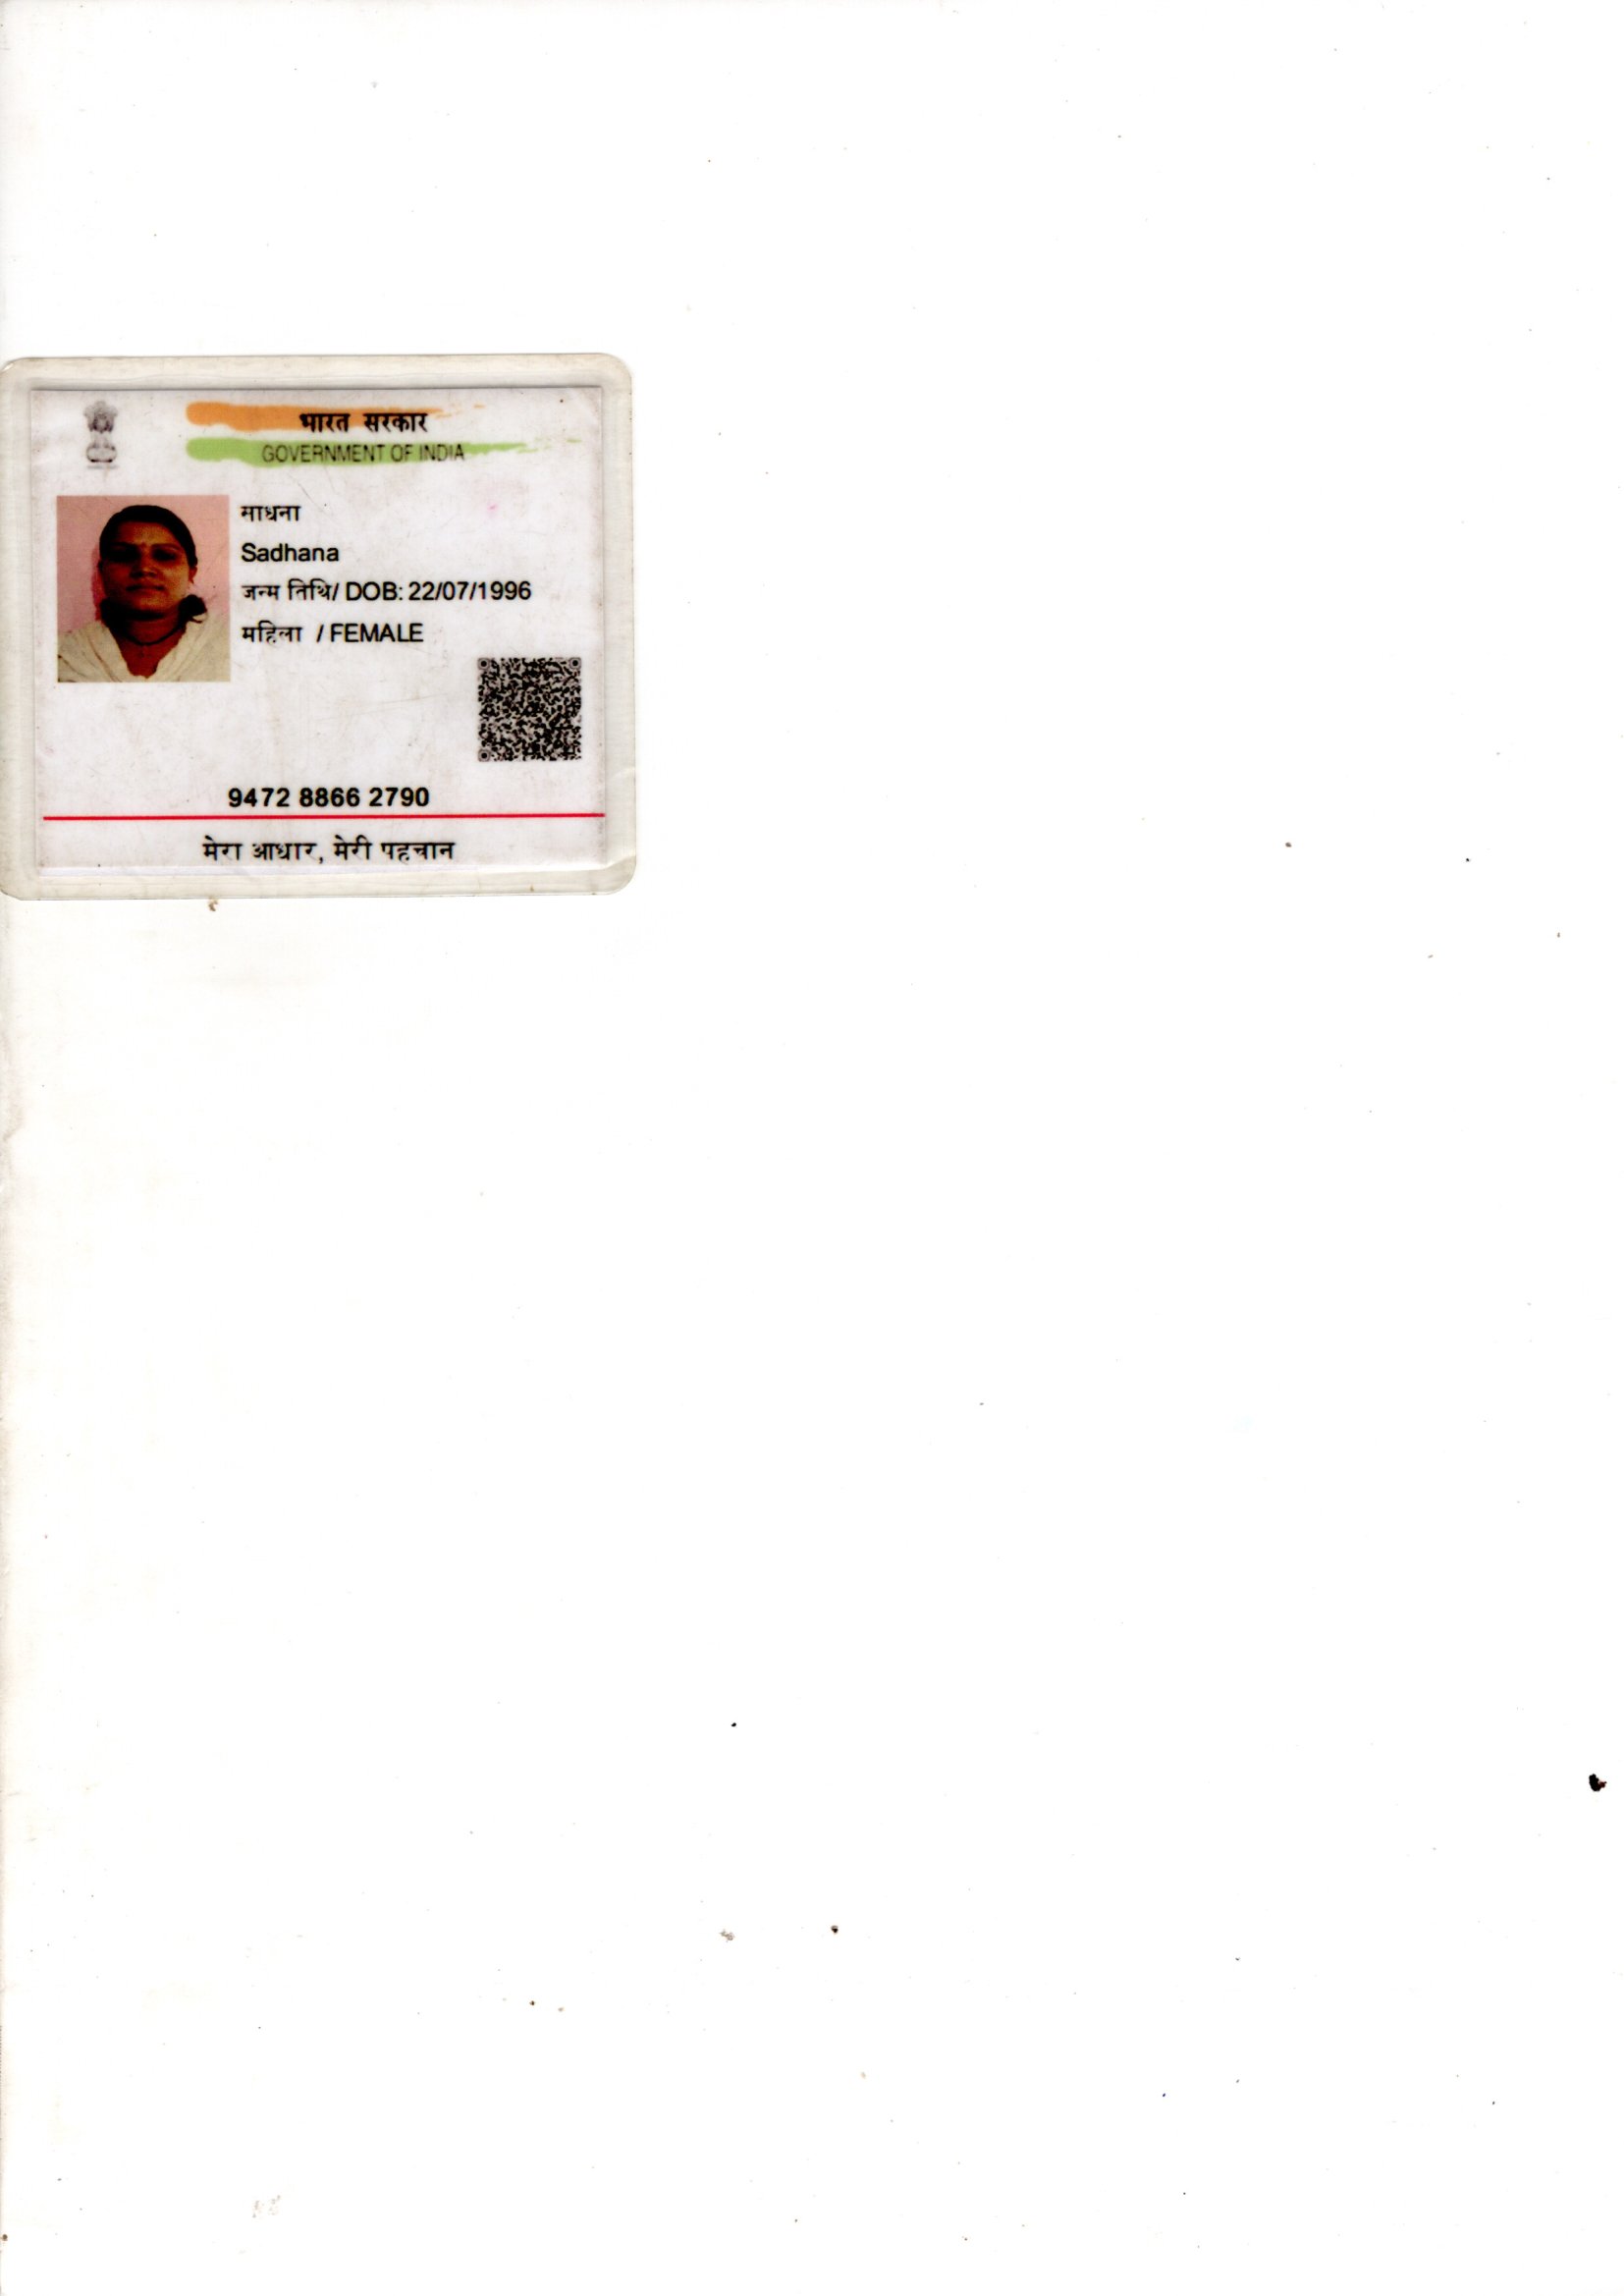 भारत सरकार
GOVERNMENT OF INDIA
साधना
Sadhana
जन्म तिथि/ DOB: 22/07/1996
महिला / FEMALE
9472 8866 2790
मेरा आधार, मेरी पहचान